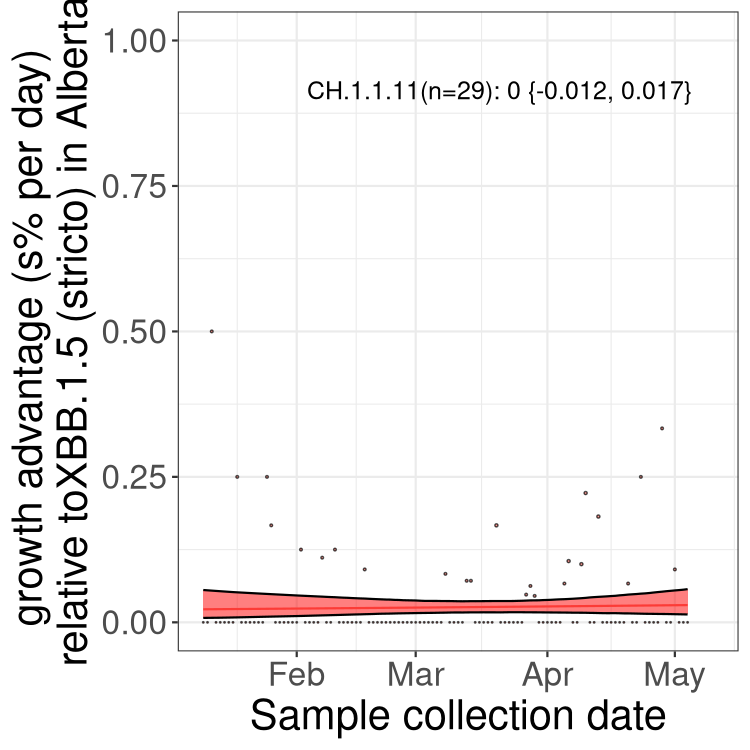 growth advantage (s% per day)
relative toXBB.1.5 (stricto) in Alberta
1.00
0.75
0.50
0.25
0.00
CH.1.1.11(n=29): 0 {-0.012, 0.017}
Feb Mar Apr May
Sample collection date